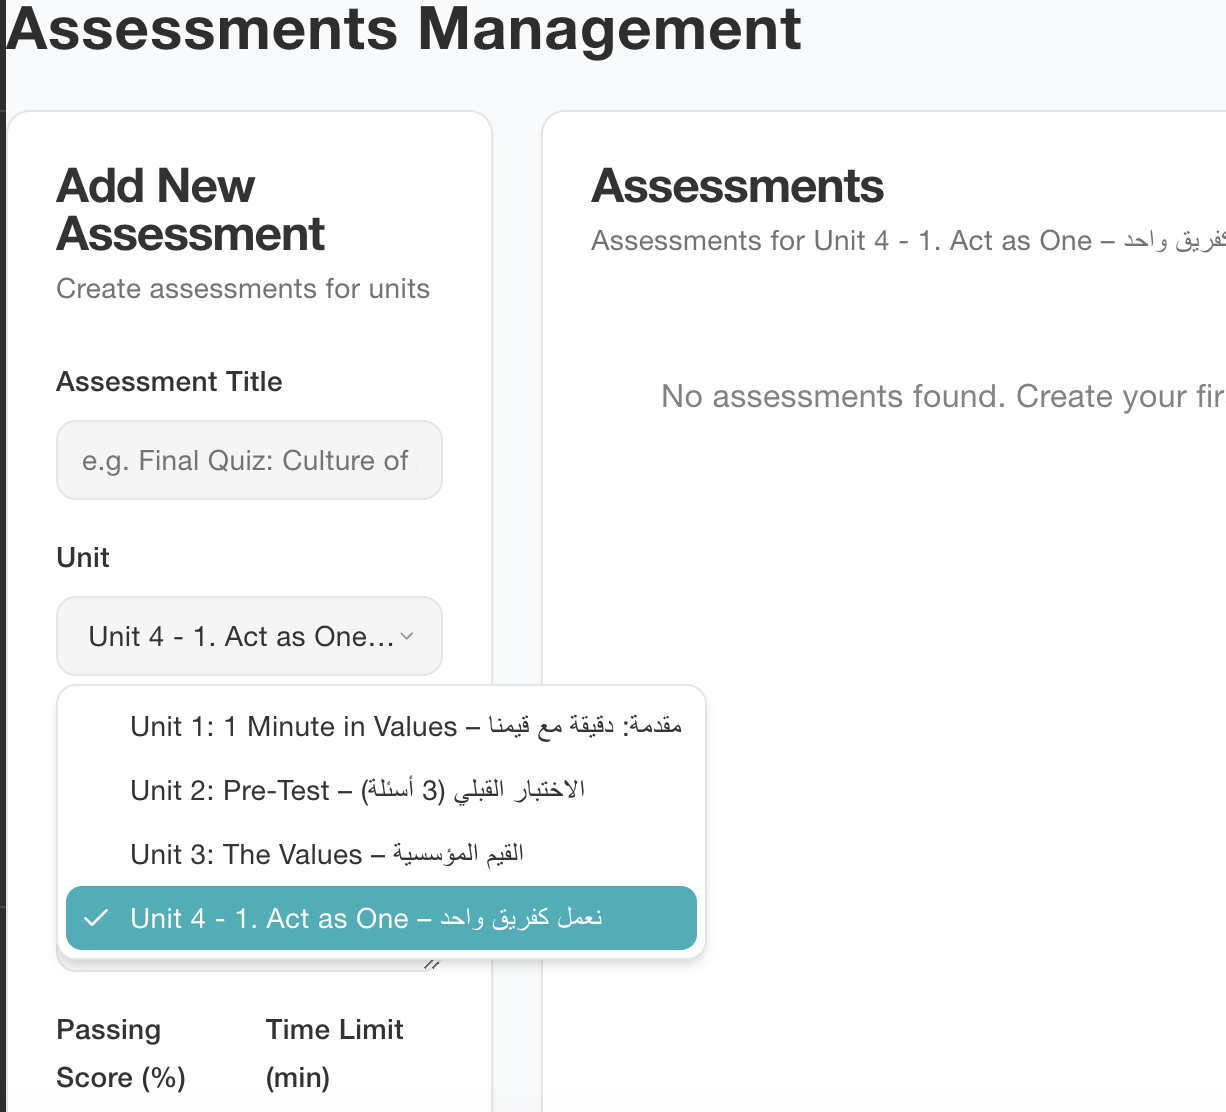 Assessments Management
Add New
Assessment
Create assessments for units
Assessment Title
e.g. Final Quiz: Culture of
Unit
Unit 4 - 1. Act as One...
Unit 1: 1 Minute in Values – مقدمة: دقيقة مع قيمنا
Unit 2: Pre-Test – الاختبار القبلي (3 أسئلة)
Unit 3: The Values – القيم المؤسسية
Unit 4 - 1. Act as One – نعمل كفريق واحد
Passing
Score (%)
Time Limit
(min)
Assessments
Assessments for Unit 4 - 1. Act as One – كفريق واحد
No assessments found. Create your fir